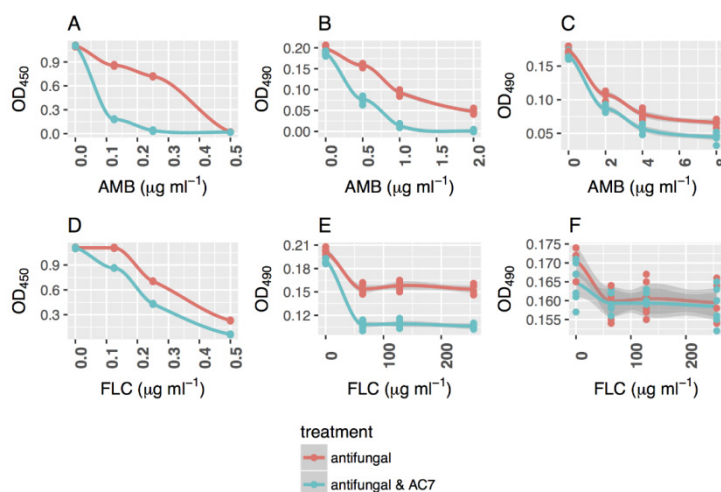 A
B
C
OD450
0.9
0.6
0.3
0.0
0.0
0.1
0.2
0.3
0.4
0.5
AMB (μg ml⁻¹)
OD490
0.20
0.15
0.10
0.05
0.00
0.0
0.5
1.0
1.5
2.0
AMB (μg ml⁻¹)
OD490
0.15
0.10
0.05
0
2
4
6
8
AMB (μg ml⁻¹)
D
E
F
OD450
0.9
0.6
0.3
0.0
0.1
0.2
0.3
0.4
0.5
FLC (μg ml⁻¹)
OD490
0.21
0.18
0.15
0.12
0
100
200
FLC (μg ml⁻¹)
OD490
0.175
0.170
0.165
0.160
0.155
0
100
200
FLC (μg ml⁻¹)
treatment
antifungal
antifungal & AC7